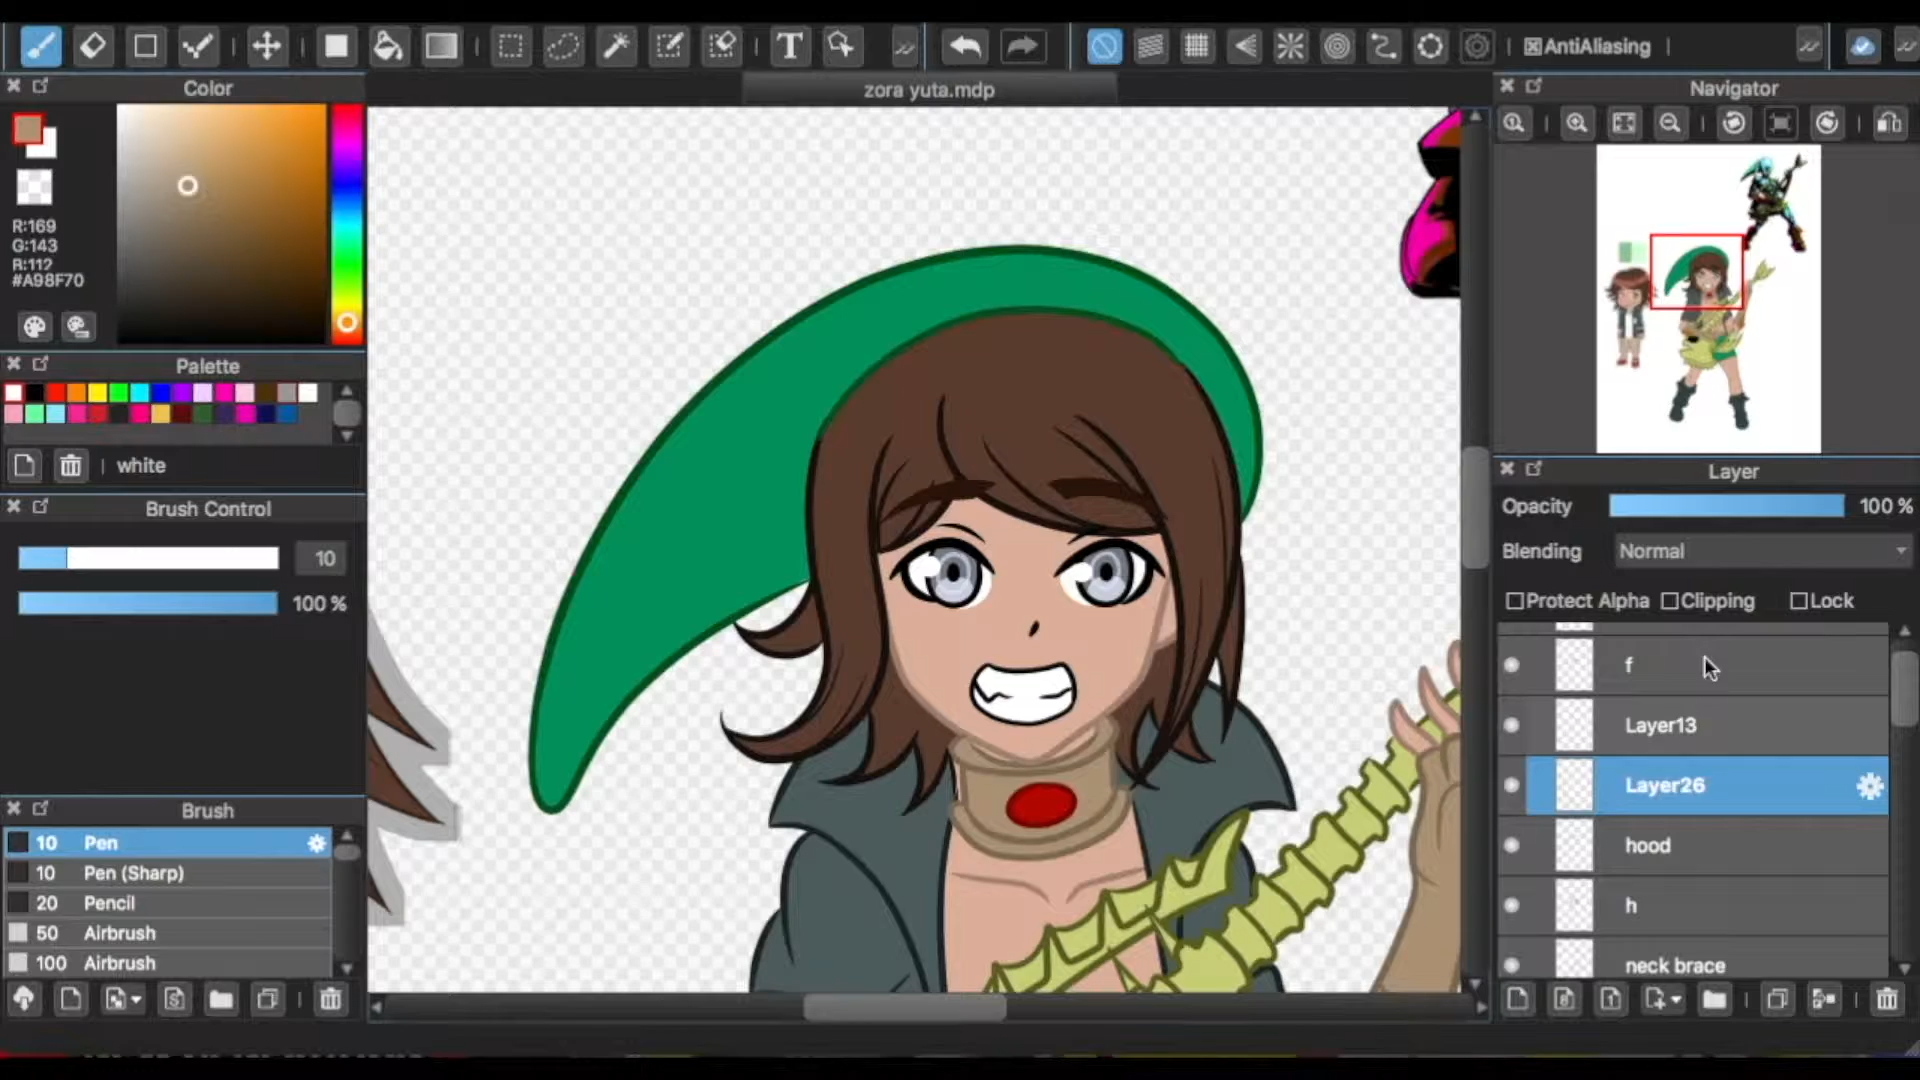 AntiAliasing
Color
zora yuta.mdp
Navigator
R:169
G:143
B:112
#A98F70
Palette
white
Layer
Opacity 100 %
Brush Control
Blending Normal
10
100 %
Protect Alpha Clipping Lock
f
Layer13
Layer26
Brush
10 Pen
hood
10 Pen (Sharp)
20 Pencil
h
50 Airbrush
100 Airbrush
neck brace